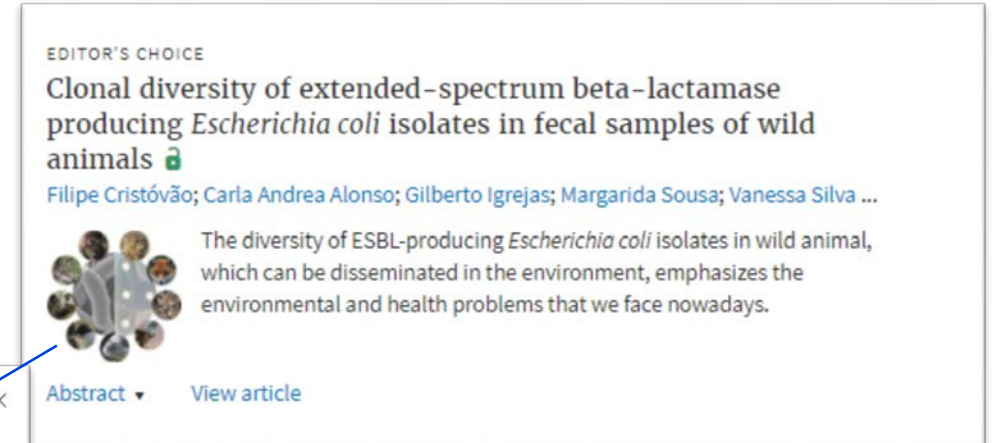 EDITOR'S CHOICE
Clonal diversity of extended-spectrum beta-lactamase
producing Escherichia coli isolates in fecal samples of wild
animals
Filipe Cristóvão; Carla Andrea Alonso; Gilberto Igrejas; Margarida Sousa; Vanessa Silva ...
The diversity of ESBL-producing Escherichia coli isolates in wild animal,
which can be disseminated in the environment, emphasizes the
environmental and health problems that we face nowadays.
Abstract ▾ View article